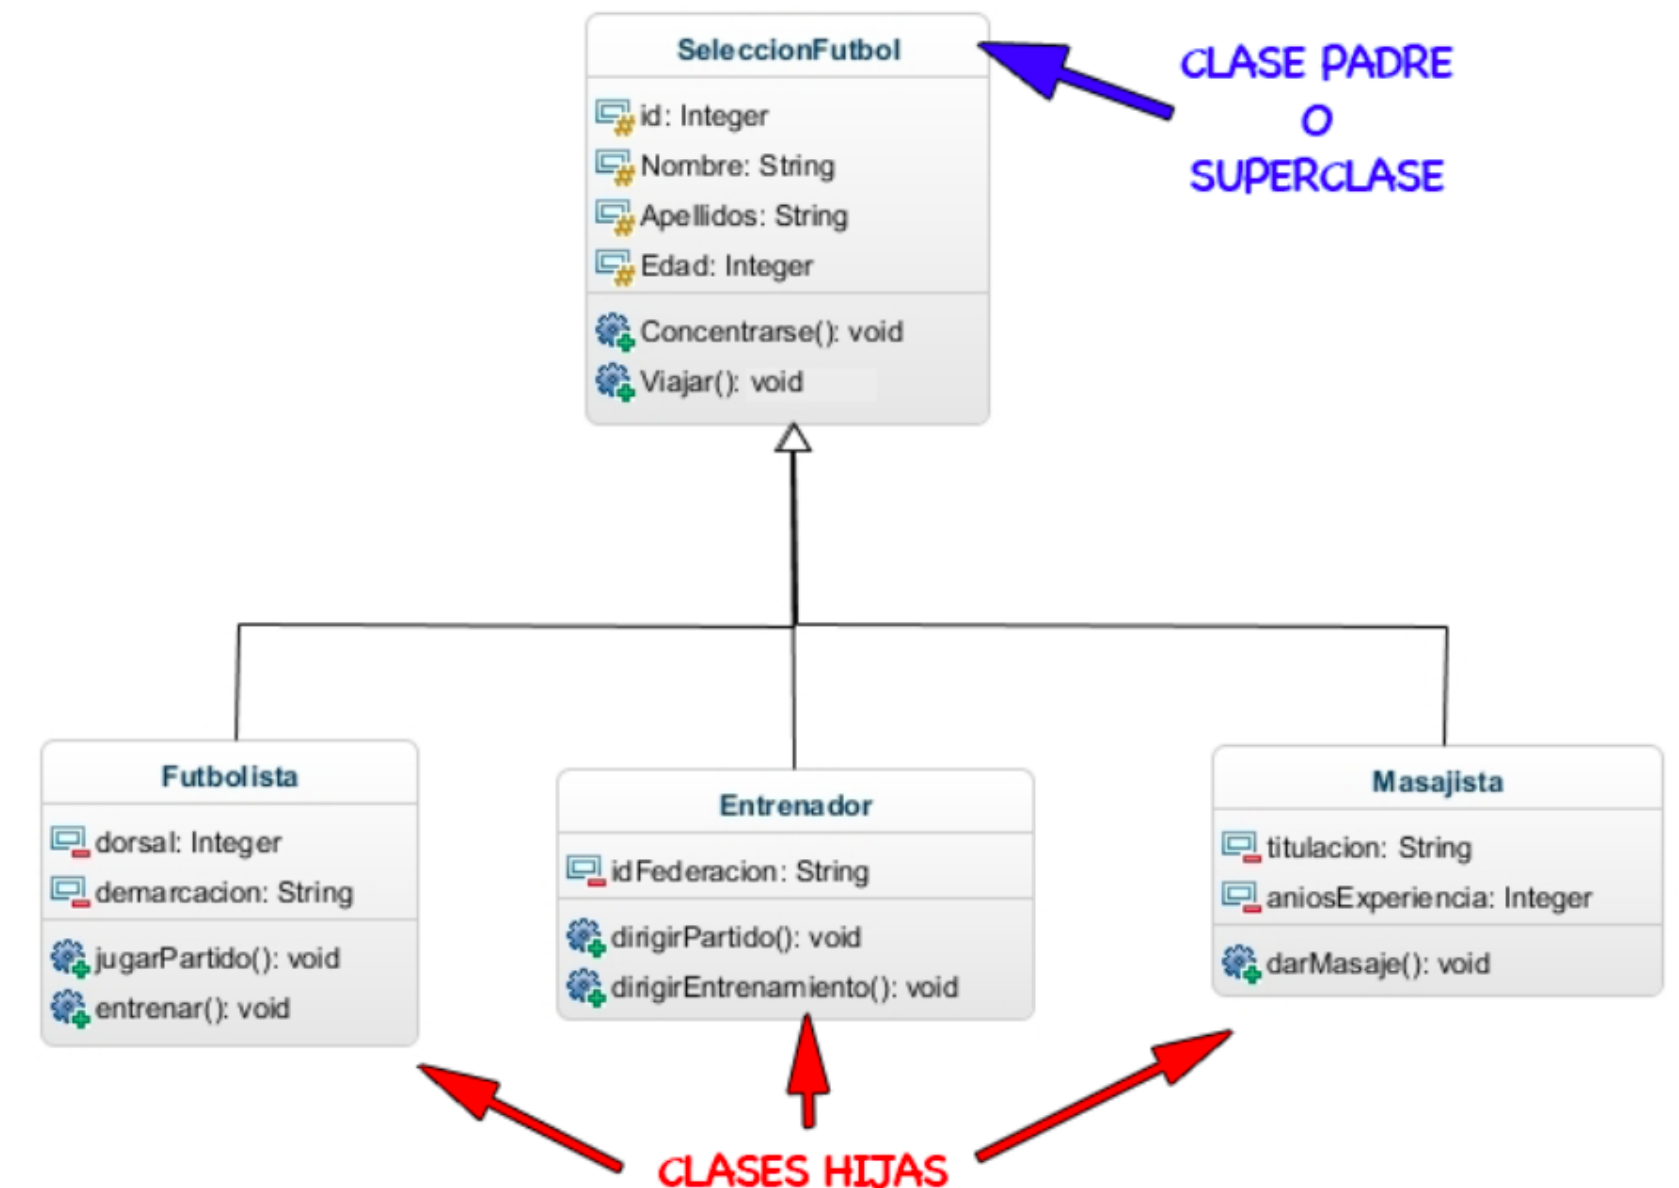 SeleccionFutbol
id: Integer
Nombre: String
Apellidos: String
Edad: Integer
Concentrarse(): void
Viajar(): void
CLASE PADRE
O
SUPERCLASE
Futbolista
dorsal: Integer
demarcacion: String
jugarPartido(): void
entrenar(): void
Entrenador
idFederacion: String
dirigirPartido(): void
dirigirEntrenamiento(): void
Masajista
titulacion: String
aniosExperiencia: Integer
darMasaje(): void
CLASES HIJAS